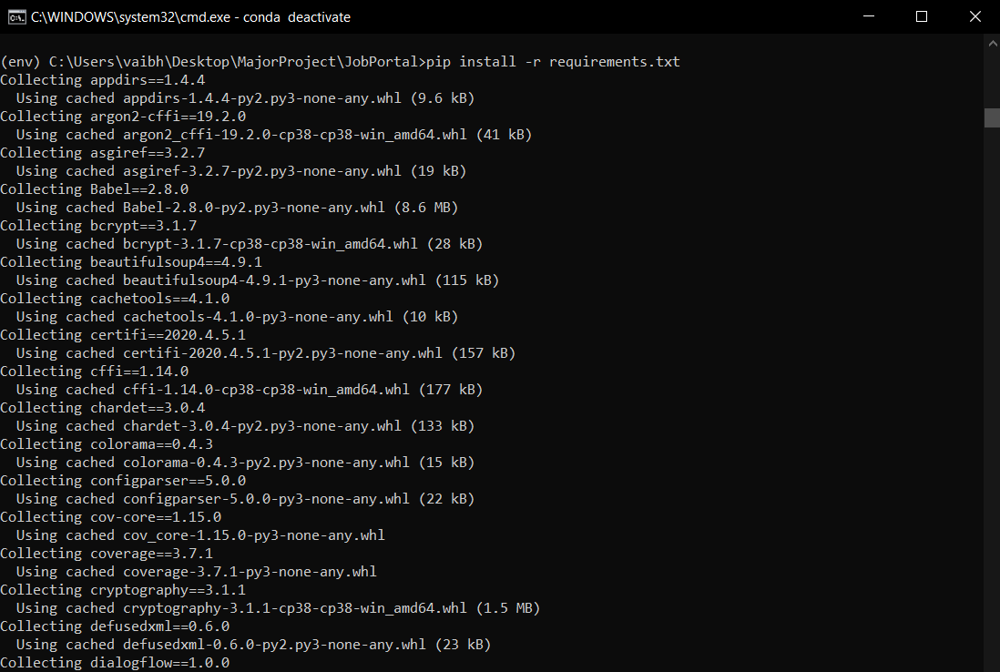 C:\WINDOWS\system32\cmd.exe - conda  deactivate
(env) C:\Users\vaibh\Desktop\MajorProject\JobPortal>pip install -r requirements.txt
Collecting appdirs==1.4.4
  Using cached appdirs-1.4.4-py2.py3-none-any.whl (9.6 kB)
Collecting argon2-cffi==19.2.0
  Using cached argon2_cffi-19.2.0-cp38-cp38-win_amd64.whl (41 kB)
Collecting asgiref==3.2.7
  Using cached asgiref-3.2.7-py2.py3-none-any.whl (19 kB)
Collecting Babel==2.8.0
  Using cached Babel-2.8.0-py2.py3-none-any.whl (8.6 MB)
Collecting bcrypt==3.1.7
  Using cached bcrypt-3.1.7-cp38-cp38-win_amd64.whl (28 kB)
Collecting beautifulsoup4==4.9.1
  Using cached beautifulsoup4-4.9.1-py3-none-any.whl (115 kB)
Collecting cachetools==4.1.0
  Using cached cachetools-4.1.0-py3-none-any.whl (10 kB)
Collecting certifi==2020.4.5.1
  Using cached certifi-2020.4.5.1-py2.py3-none-any.whl (157 kB)
Collecting cffi==1.14.0
  Using cached cffi-1.14.0-cp38-cp38-win_amd64.whl (177 kB)
Collecting chardet==3.0.4
  Using cached chardet-3.0.4-py2.py3-none-any.whl (133 kB)
Collecting colorama==0.4.3
  Using cached colorama-0.4.3-py2.py3-none-any.whl (15 kB)
Collecting configparser==5.0.0
  Using cached configparser-5.0.0-py3-none-any.whl (22 kB)
Collecting cov-core==1.15.0
  Using cached cov_core-1.15.0-py3-none-any.whl
Collecting coverage==3.7.1
  Using cached coverage-3.7.1-py3-none-any.whl
Collecting cryptography==3.1.1
  Using cached cryptography-3.1.1-cp38-cp38-win_amd64.whl (1.5 MB)
Collecting defusedxml==0.6.0
  Using cached defusedxml-0.6.0-py2.py3-none-any.whl (23 kB)
Collecting dialogflow==1.0.0